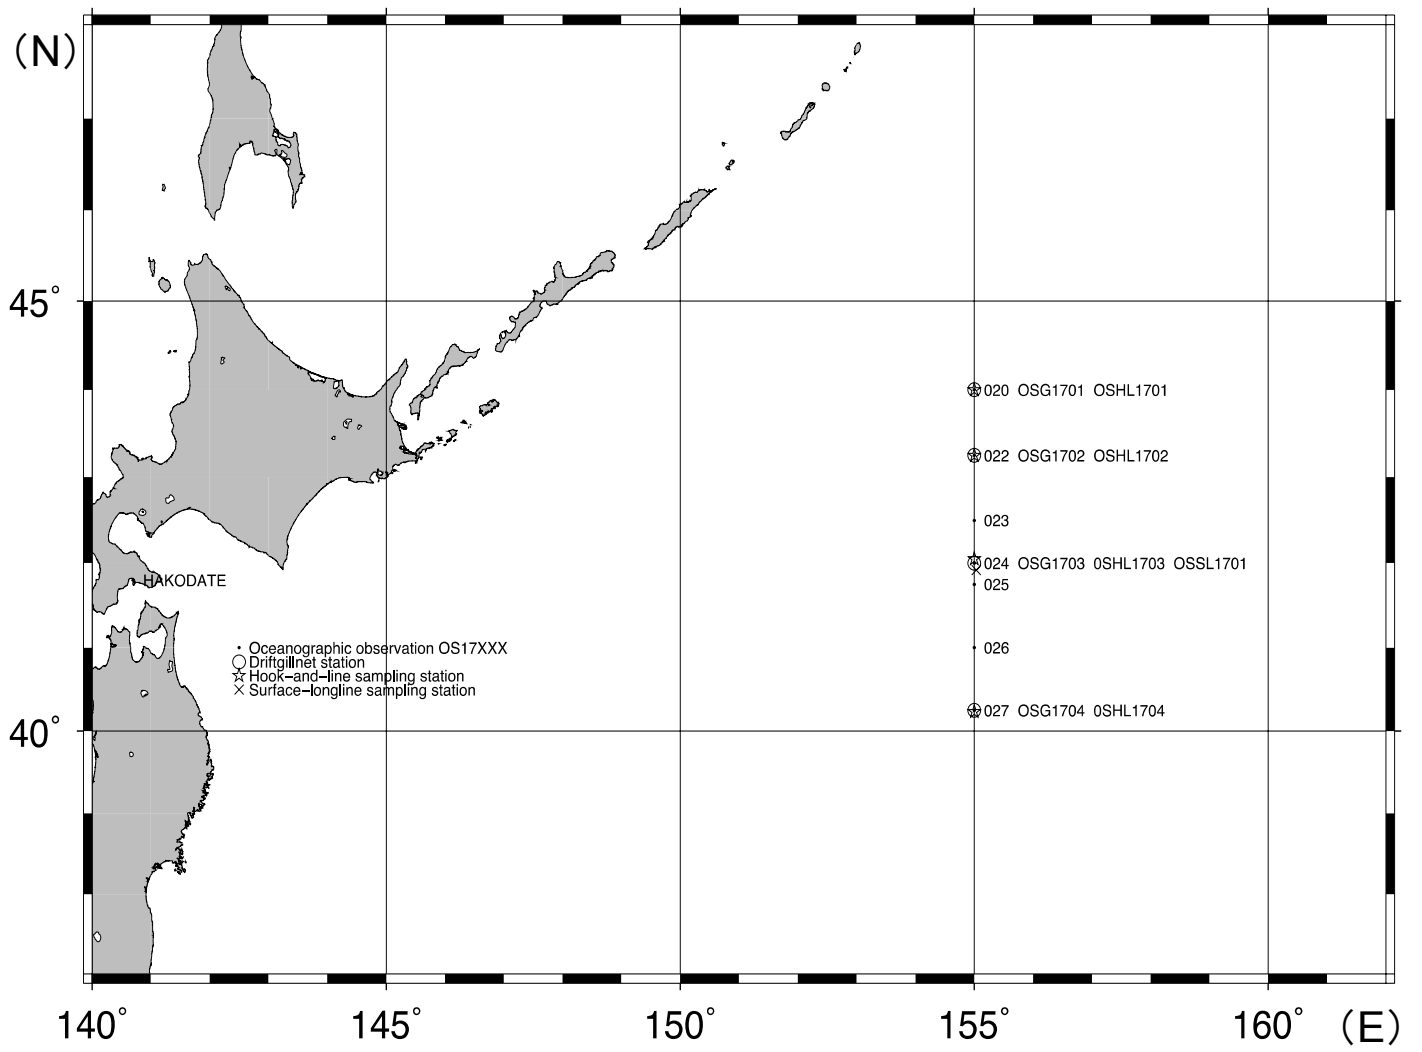 (N)
45°
020 OSG1701 OSHL1701
022 OSG1702 OSHL1702
023
024 OSG1703 0SHL1703 OSSL1701
HAKODATE
025
Oceanographic observation OS17XXX
026
Driftgillnet station
Hook-and-line sampling station
Surface-longline sampling station
027 OSG1704 0SHL1704
40°
140° 145° 150° 155° 160° (E)